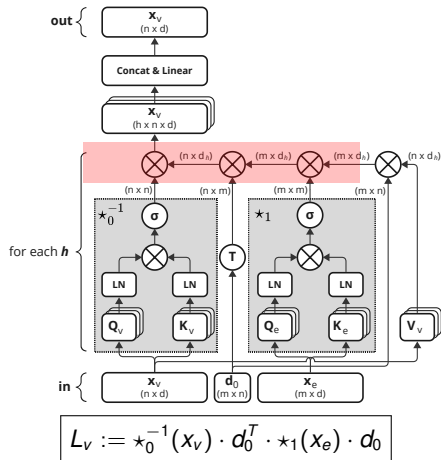 out
x_v
(n x d)
Concat & Linear
x_v
(h x n x d)
(n x d_h)
(m x d_h)
(m x d_h)
(n x d_h)
(n x n)
(n x m)
(m x m)
(m x n)
⋆_0^{-1}
σ
⋆_1
σ
for each h
T
LN
LN
LN
LN
Q_v
K_v
Q_e
K_e
V_v
in
x_v
(n x d)
d_0
(m x n)
x_e
(m x d)
L_v := ⋆_0^{-1}(x_v) · d_0^T · ⋆_1(x_e) · d_0